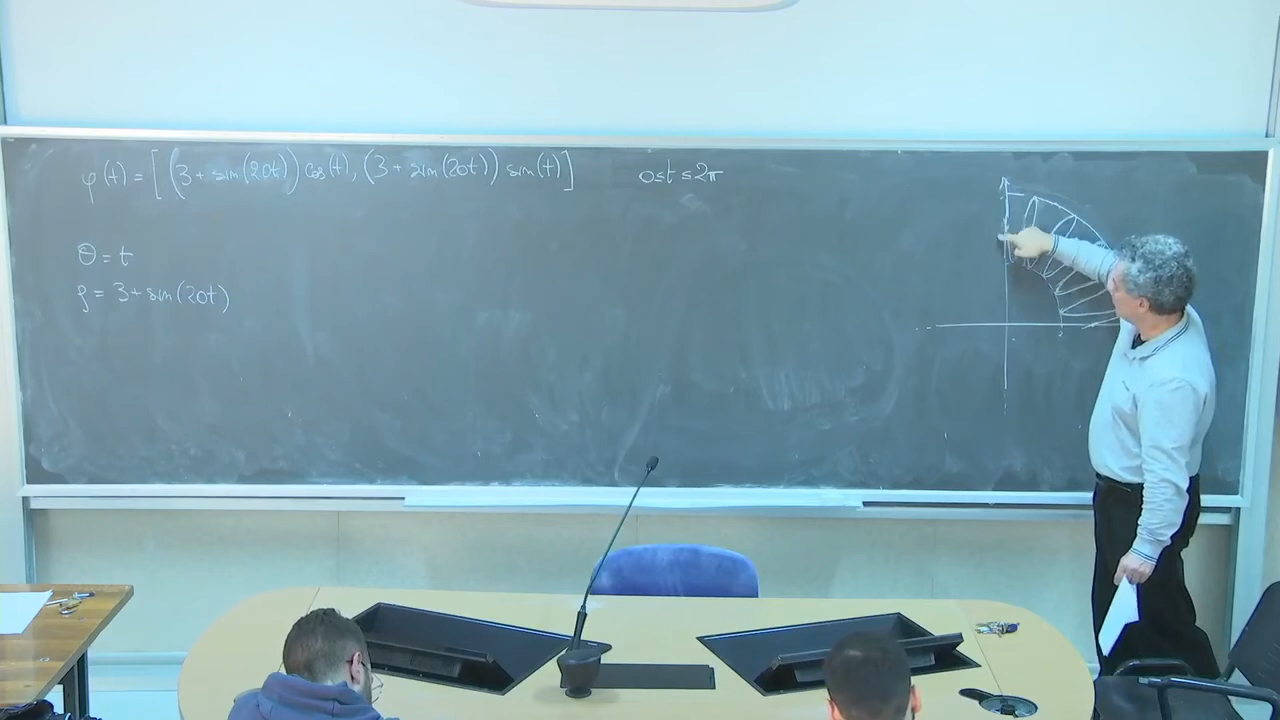 φ(t) = [(3+sin(20t)) cos(t), (3+sin(20t)) sin(t)] 0≤t≤2π
Θ = t
ρ = 3+sin(20t)